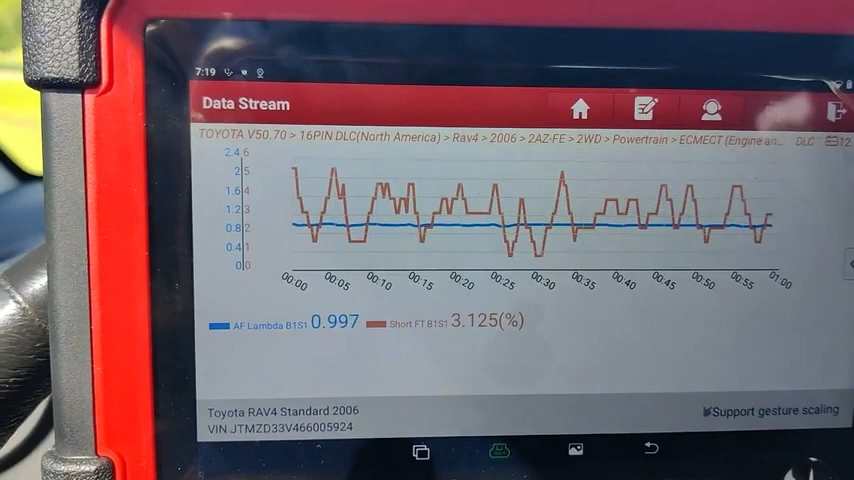 7:19
Data Stream
TOYOTA V50.70 > 16PIN DLC(North America) > Rav4 > 2006 > 2AZ-FE > 2WD > Powertrain > ECMECT (Engine an... DLC 12.
2.4 6
2 5
1.6 4
1.2 3
0.8 2
0.4 1
0 0
00:00 00:05 00:10 00:15 00:20 00:25 00:30 00:35 00:40 00:45 00:50 00:55 01:00
AF Lambda B1S1 0.997 Short FT B1S1 3.125(%)
Toyota RAV4 Standard 2006
Support gesture scaling
VIN JTMZD33V466005924